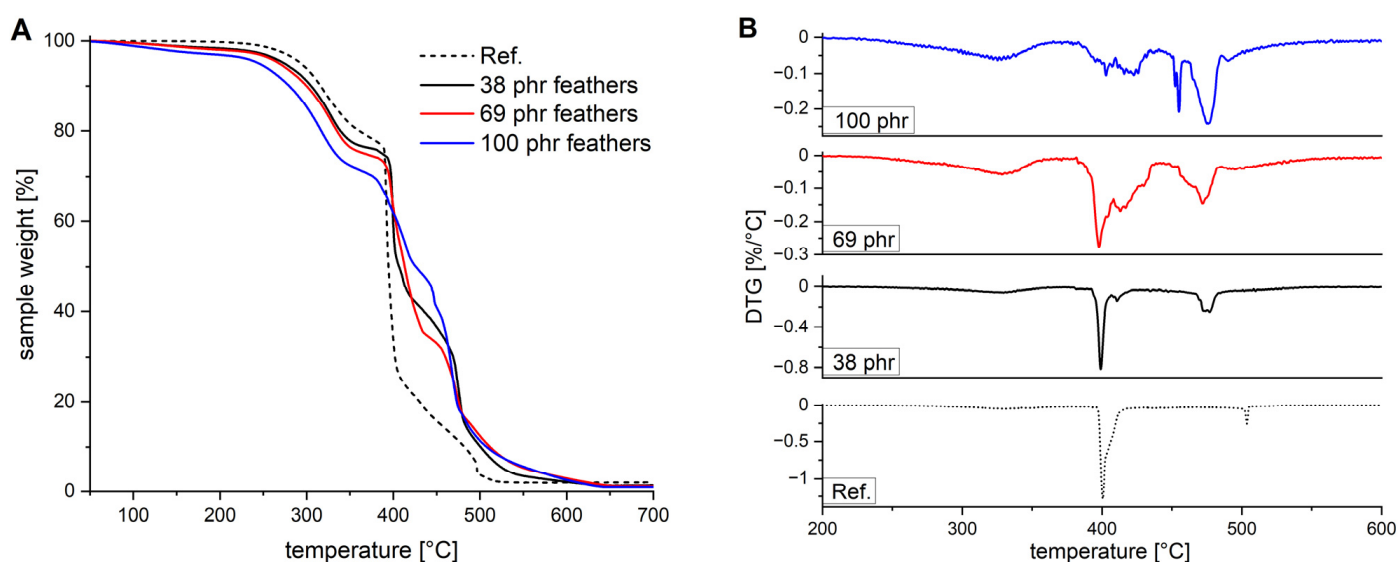 A
100
80
60
40
20
0
sample weight [%]
100
200
300
400
500
600
700
temperature [°C]
Ref.
38 phr feathers
69 phr feathers
100 phr feathers
B
DTG [%/°C]
0
−0.1
−0.2
100 phr
0
−0.1
−0.2
−0.3
69 phr
0
−0.4
−0.8
38 phr
0
−0.5
−1
Ref.
200
300
400
500
600
temperature [°C]